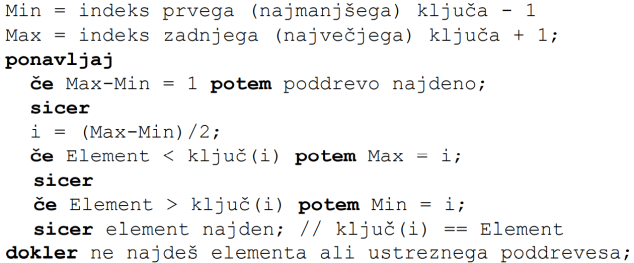 Min = indeks prvega (najmanjšega) ključa - 1
Max = indeks zadnjega (največjega) ključa + 1;
ponavljaj
če Max-Min = 1 potem poddrevo najdeno;
sicer
i = (Max-Min)/2;
če Element < ključ(i) potem Max = i;
sicer
če Element > ključ(i) potem Min = i;
sicer element najden; // ključ(i) == Element
dokler ne najdeš elementa ali ustreznega poddrevesa;